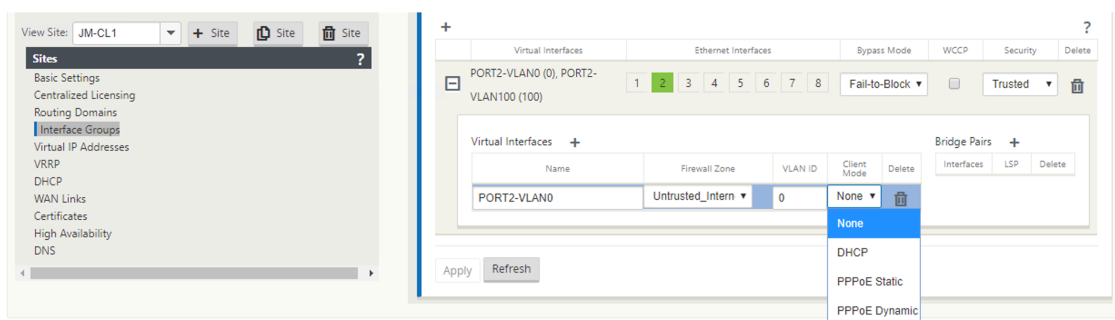 View Site: JM-CL1 + Site Site Site
Sites ?
Basic Settings
Centralized Licensing
Routing Domains
Interface Groups
Virtual IP Addresses
VRRP
DHCP
WAN Links
Certificates
High Availability
DNS
+ ?
Virtual Interfaces Ethernet Interfaces Bypass Mode WCCP Security Delete
PORT2-VLAN0 (0), PORT2-
VLAN100 (100)
1 2 3 4 5 6 7 8 Fail-to-Block Trusted
Virtual Interfaces + Bridge Pairs +
Name Firewall Zone VLAN ID Client
Mode Delete Interfaces LSP Delete
PORT2-VLAN0 Untrusted_Intern 0 None
None
DHCP
PPPoE Static
PPPoE Dynamic
Apply Refresh